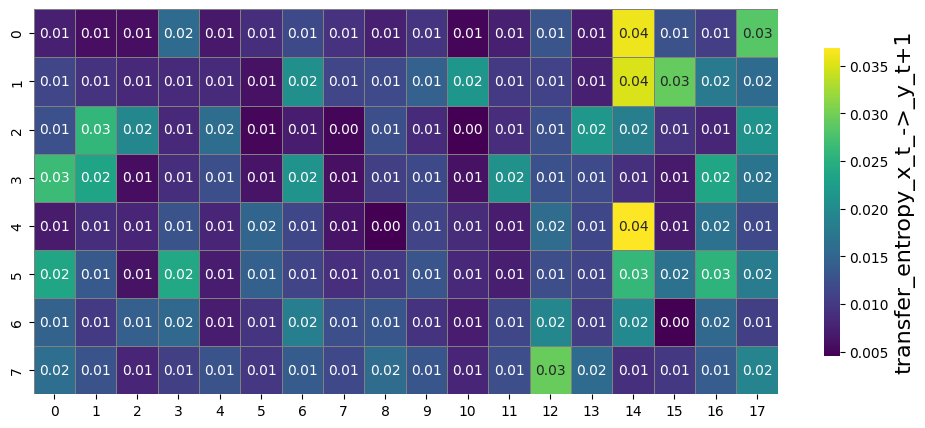 0 0.01 0.01 0.01 0.02 0.01 0.01 0.01 0.01 0.01 0.01 0.01 0.01 0.01 0.01 0.04 0.01 0.01 0.03
1 0.01 0.01 0.01 0.01 0.01 0.01 0.02 0.01 0.01 0.01 0.02 0.01 0.01 0.01 0.04 0.03 0.02 0.02
2 0.01 0.03 0.02 0.01 0.02 0.01 0.01 0.00 0.01 0.01 0.00 0.01 0.01 0.02 0.02 0.01 0.01 0.02
3 0.03 0.02 0.01 0.01 0.01 0.01 0.02 0.01 0.01 0.01 0.01 0.02 0.01 0.01 0.01 0.01 0.02 0.02
4 0.01 0.01 0.01 0.01 0.01 0.02 0.01 0.01 0.00 0.01 0.01 0.01 0.02 0.01 0.04 0.01 0.02 0.01
5 0.02 0.01 0.01 0.02 0.01 0.01 0.01 0.01 0.01 0.01 0.01 0.01 0.01 0.01 0.03 0.02 0.03 0.02
6 0.01 0.01 0.01 0.02 0.01 0.01 0.02 0.01 0.01 0.01 0.01 0.01 0.02 0.01 0.02 0.00 0.02 0.01
7 0.02 0.01 0.01 0.01 0.01 0.01 0.01 0.01 0.02 0.01 0.01 0.01 0.03 0.02 0.01 0.01 0.01 0.02
0 1 2 3 4 5 6 7 8 9 10 11 12 13 14 15 16 17
0.035
0.030
0.025
0.020
0.015
0.010
0.005
transfer_entropy_x_t_->_y_t+1